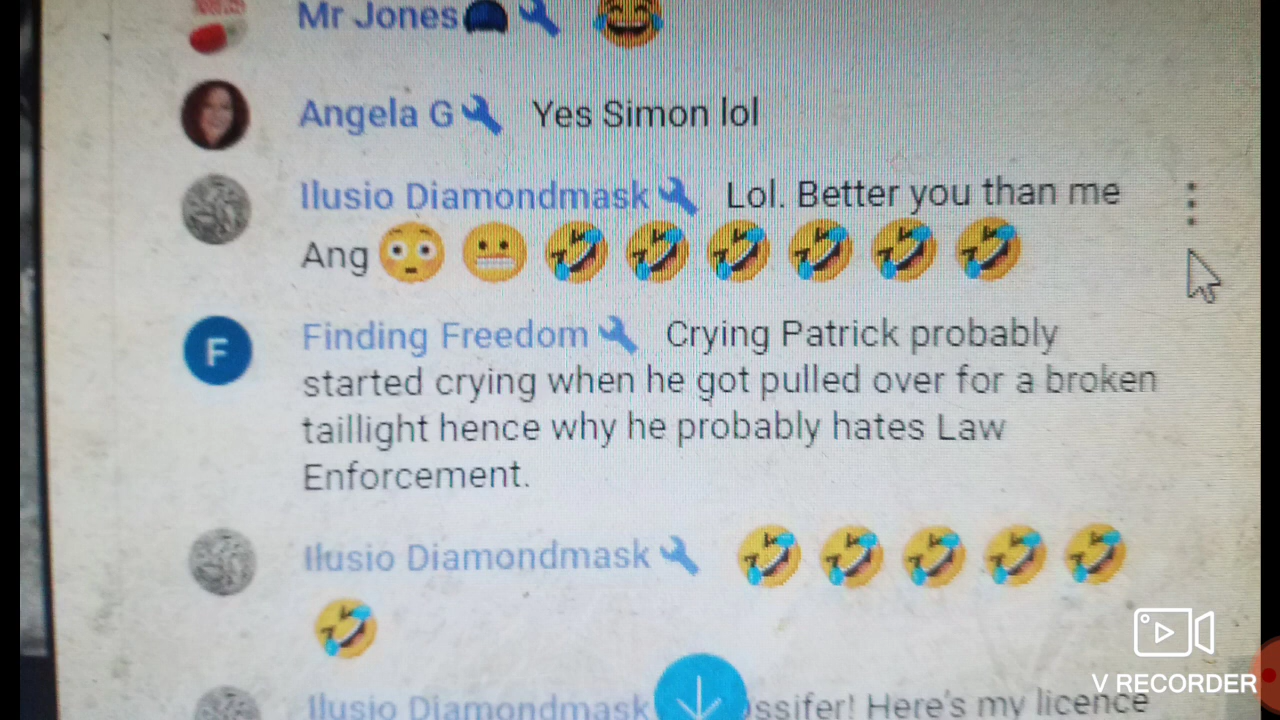 Mr Jones 😂
Angela G Yes Simon lol
Ilusio Diamondmask Lol. Better you than me
Ang 😳 😬 🤣 🤣 🤣 🤣 🤣 🤣
F Finding Freedom Crying Patrick probably
started crying when he got pulled over for a broken
taillight hence why he probably hates Law
Enforcement.
Ilusio Diamondmask 🤣 🤣 🤣 🤣 🤣
🤣
V RECORDER
Ilusio Diamondmask ssifer! Here's my licence